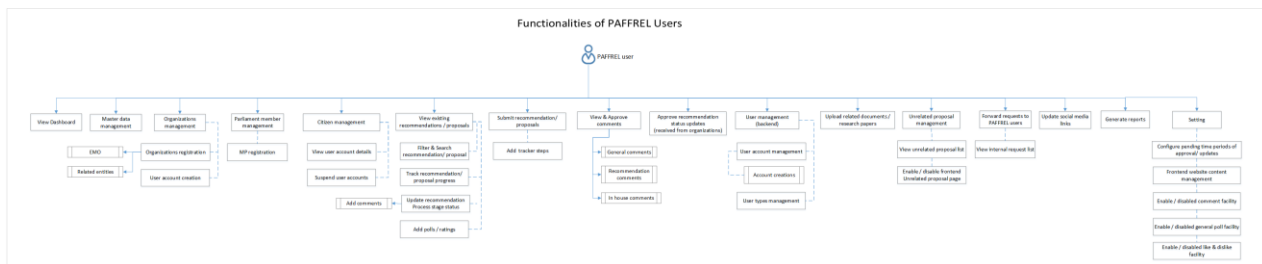 Functionalities of PAFFREL Users
PAFFREL user
View Dashboard
Master data
management
Organizations
management
Parliament member
management
Citizen management
View existing
recommendations / proposals
Submit recommendation/
proposals
View & Approve
comments
Approve recommendation
status updates
(received from organizations)
User management
(backend)
Upload related documents/
research papers
Unrelated proposal
management
Forward requests to
PAFFREL users
Update social media
links
Generate reports
Setting
EMO
Related entities
Organizations registration
User account creation
MP registration
View user account details
Suspend user accounts
Filter & Search
recommendation/ proposal
Track recommendation/
proposal progress
Add comments
Update recommendation
Process stage status
Add polls / ratings
Add tracker steps
General comments
Recommendation
comments
In house comments
User account management
Account creations
User types management
View unrelated proposal list
Enable / disable frontend
Unrelated proposal page
View internal request list
Configure pending time periods of
approval/ updates
Frontend website content
management
Enable / disabled comment facility
Enable / disabled general poll facility
Enable / disabled like & dislike
facility